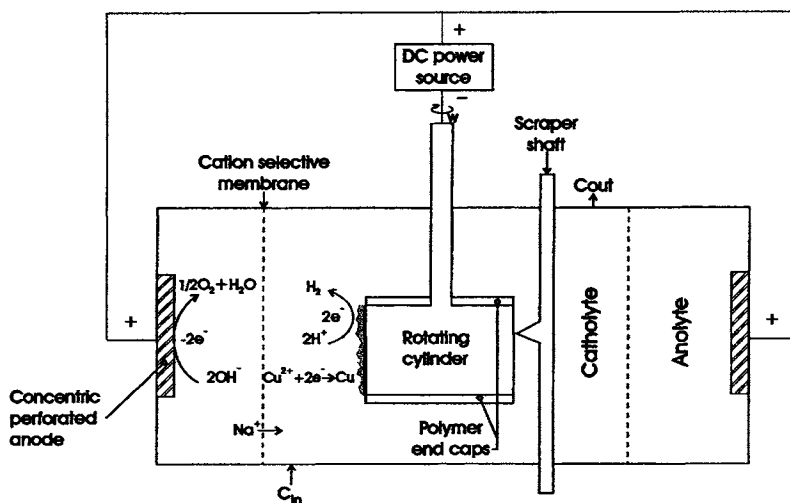 +
DC power
source
−
w
Scraper
shaft
Cation selective
membrane
Cout
1/2O₂+H₂O
H₂
+
-2e⁻
2e⁻
2H⁺
Rotating
cylinder
Catholyte
Anolyte
+
2OH⁻
Cu²⁺+2e⁻→Cu
Concentric
perforated
anode
Na⁺
Polymer
end caps
C_in